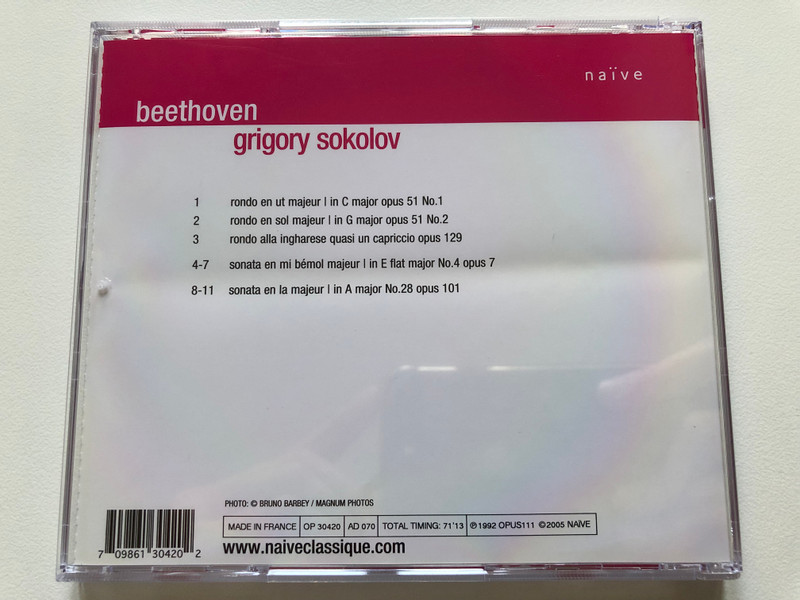 naïve
beethoven
grigory sokolov
1 rondo en ut majeur | in C major opus 51 No.1
2 rondo en sol majeur | in G major opus 51 No.2
3 rondo alla ingharese quasi un capriccio opus 129
4-7 sonata en mi bémol majeur | in E flat major No.4 opus 7
8-11 sonata en la majeur | in A major No.28 opus 101
PHOTO: © BRUNO BARBEY / MAGNUM PHOTOS
MADE IN FRANCE OP 30420 AD 070 TOTAL TIMING: 71'13 ℗1992 OPUS111 ©2005 NAÏVE
7 09861 30420 2
www.naiveclassique.com